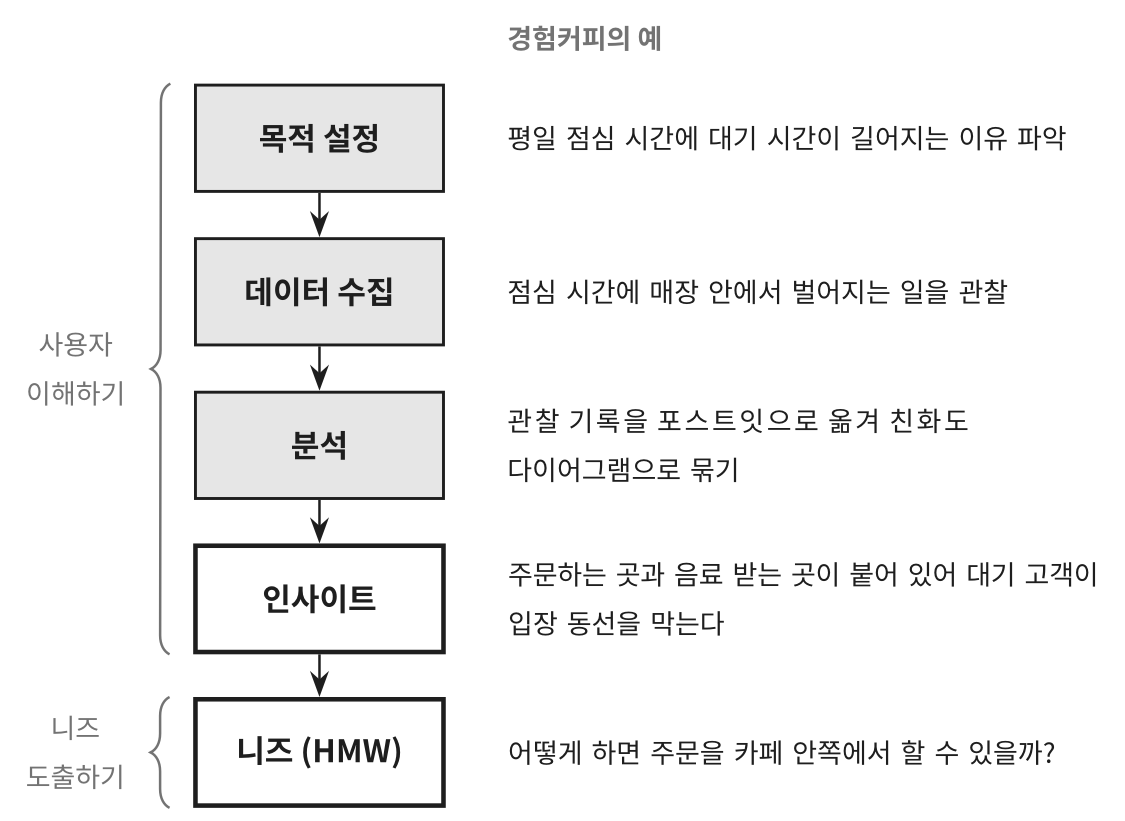 경험커피의 예
목적 설정
평일 점심 시간에 대기 시간이 길어지는 이유 파악
데이터 수집
점심 시간에 매장 안에서 벌어지는 일을 관찰
사용자
이해하기
분석
관찰 기록을 포스트잇으로 옮겨 친화도
다이어그램으로 묶기
인사이트
주문하는 곳과 음료 받는 곳이 붙어 있어 대기 고객이
입장 동선을 막는다
니즈
도출하기
니즈 (HMW)
어떻게 하면 주문을 카페 안쪽에서 할 수 있을까?